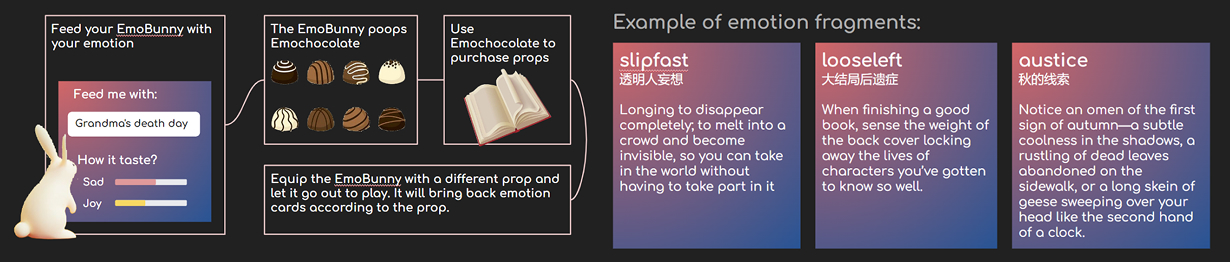 Feed your EmoBunny with
your emotion
Feed me with:
Grandma's death day
How it taste?
Sad
Joy
The EmoBunny poops
Emochocolate
Use
Emochocolate to
purchase props
Equip the EmoBunny with a different prop and
let it go out to play. It will bring back emotion
cards according to the prop.
Example of emotion fragments:
slipfast
透明人妄想
Longing to disappear
completely; to melt into a
crowd and become
invisible, so you can take
in the world without
having to take part in it
looseleft
大结局后遗症
When finishing a good
book, sense the weight of
the back cover locking
away the lives of
characters you've gotten
to know so well.
austice
秋的线索
Notice an omen of the first
sign of autumn—a subtle
coolness in the shadows, a
rustling of dead leaves
abandoned on the
sidewalk, or a long skein of
geese sweeping over your
head like the second hand
of a clock.